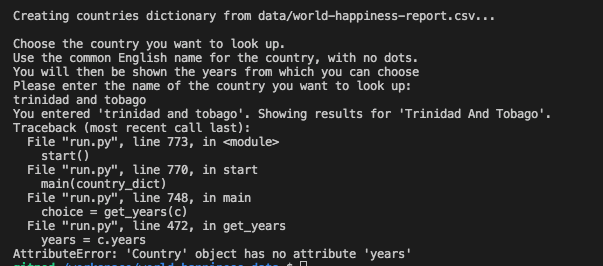 Creating countries dictionary from data/world-happiness-report.csv...
Choose the country you want to look up.
Use the common English name for the country, with no dots.
You will then be shown the years from which you can choose
Please enter the name of the country you want to look up:
trinidad and tobago
You entered 'trinidad and tobago'. Showing results for 'Trinidad And Tobago'.
Traceback (most recent call last):
  File "run.py", line 773, in <module>
    start()
  File "run.py", line 770, in start
    main(country_dict)
  File "run.py", line 748, in main
    choice = get_years(c)
  File "run.py", line 472, in get_years
    years = c.years
AttributeError: 'Country' object has no attribute 'years'